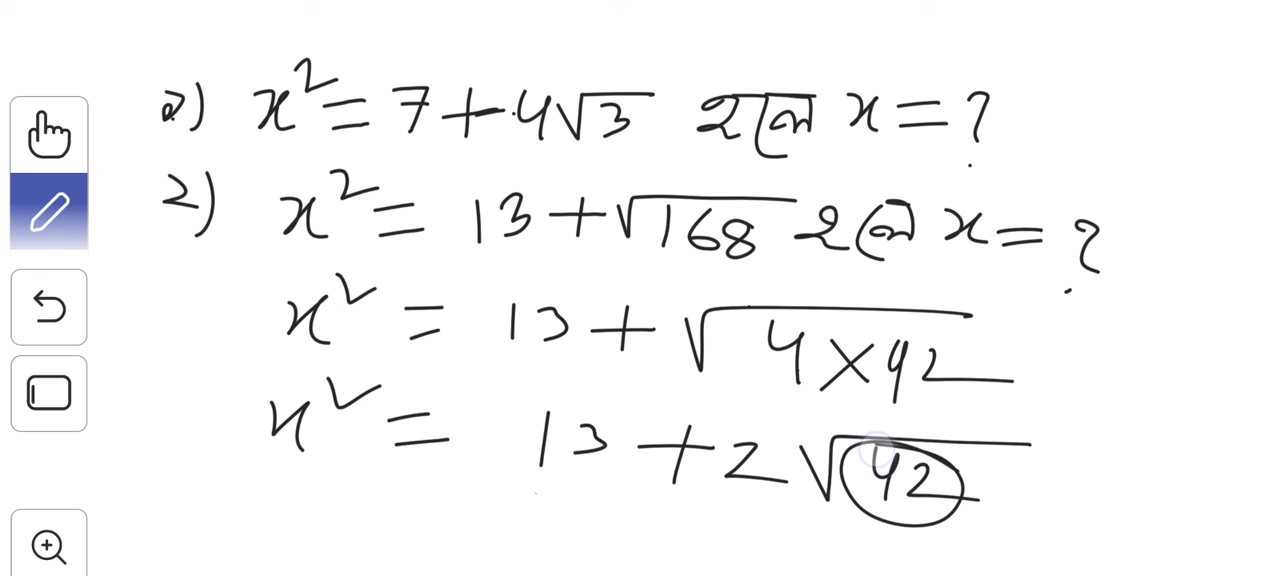 ১) x² = 7 + 4√3 হলে x = ?
২) x² = 13 + √168 হলে x = ?
x² = 13 + √4 × 42
x² = 13 + 2√42